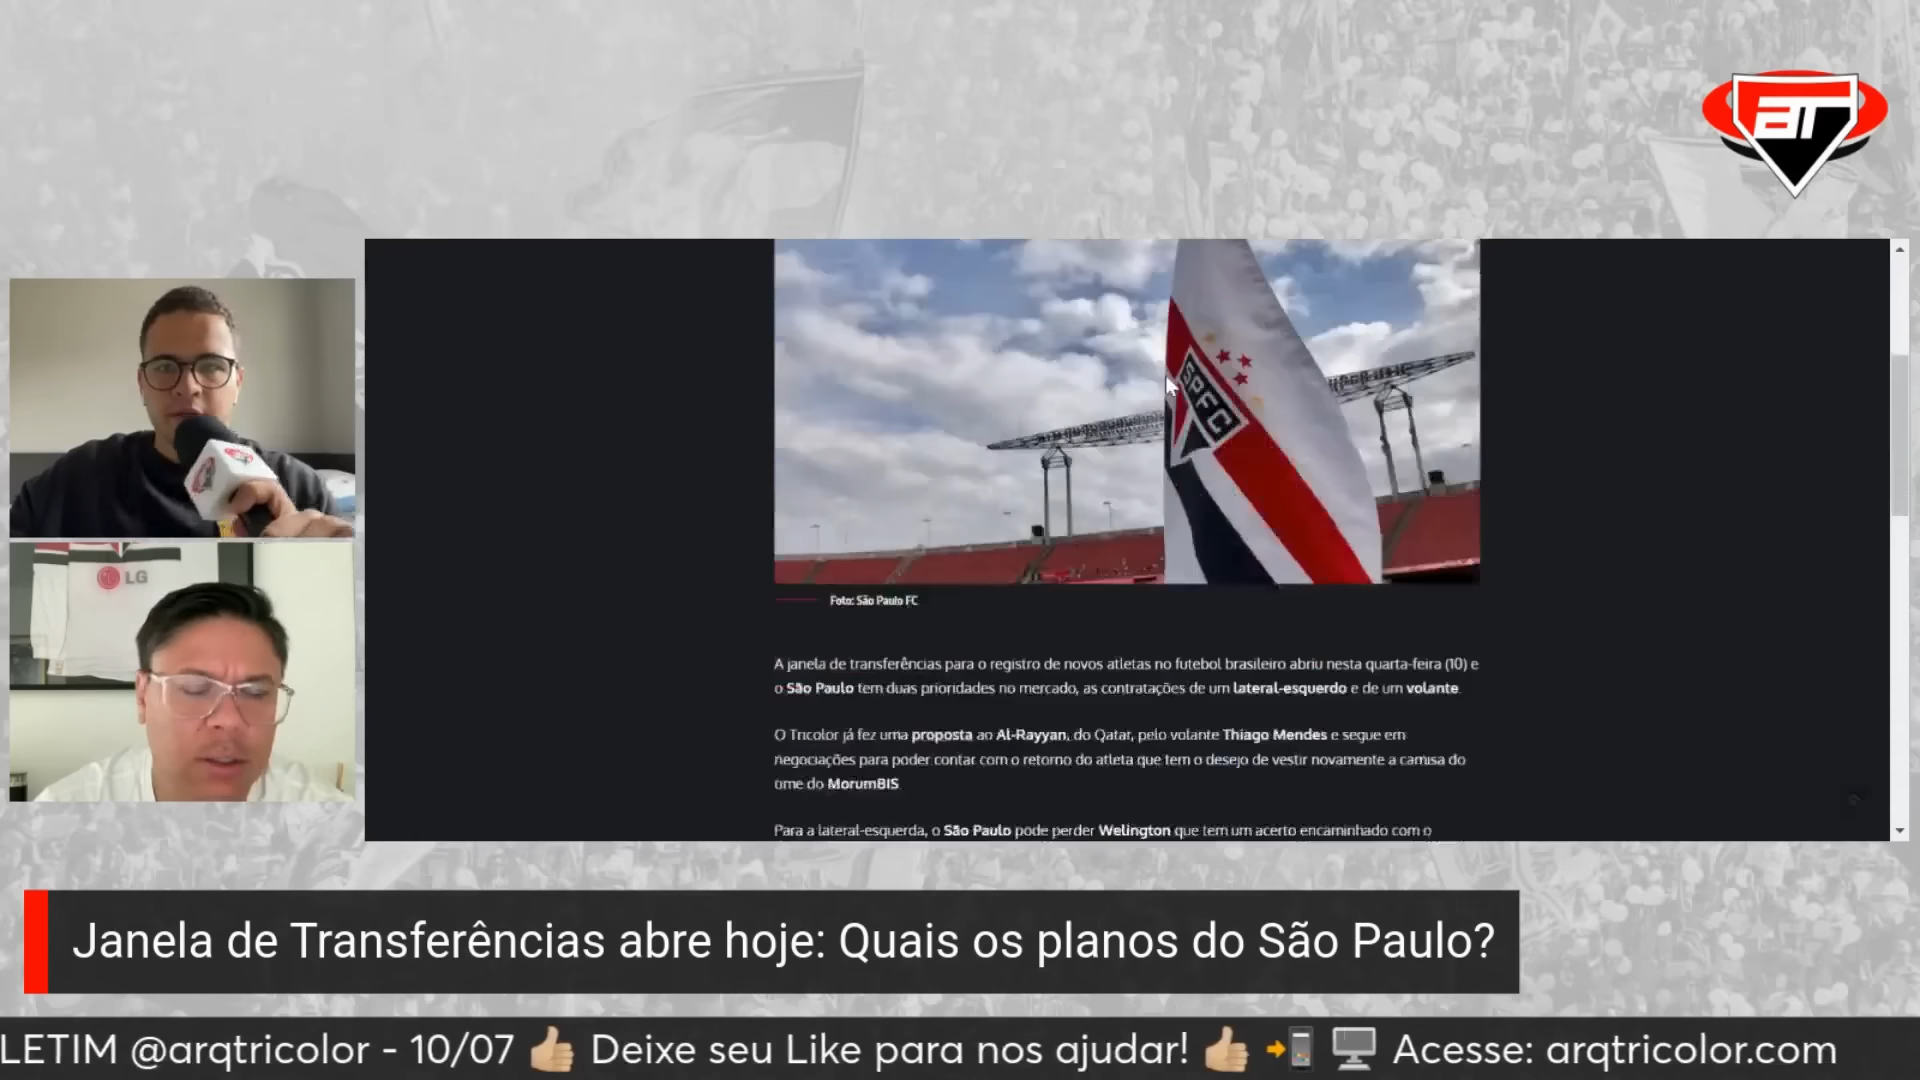 AT
LG
SPFC
Foto: São Paulo FC
A janela de transferências para o registro de novos atletas no futebol brasileiro abriu nesta quarta-feira (10) e
o São Paulo tem duas prioridades no mercado, as contratações de um lateral-esquerdo e de um volante.
O Tricolor já fez uma proposta ao Al-Rayyan, do Qatar, pelo volante Thiago Mendes e segue em
negociações para poder contar com o retorno do atleta que tem o desejo de vestir novamente a camisa do
time do MorumBIS.
Para a lateral-esquerda, o São Paulo pode perder Welington que tem um acerto encaminhado com o
Janela de Transferências abre hoje: Quais os planos do São Paulo?
LETIM @arqtricolor - 10/07 👍🏼 Deixe seu Like para nos ajudar! 👍🏼 📲 🖥️ Acesse: arqtricolor.com